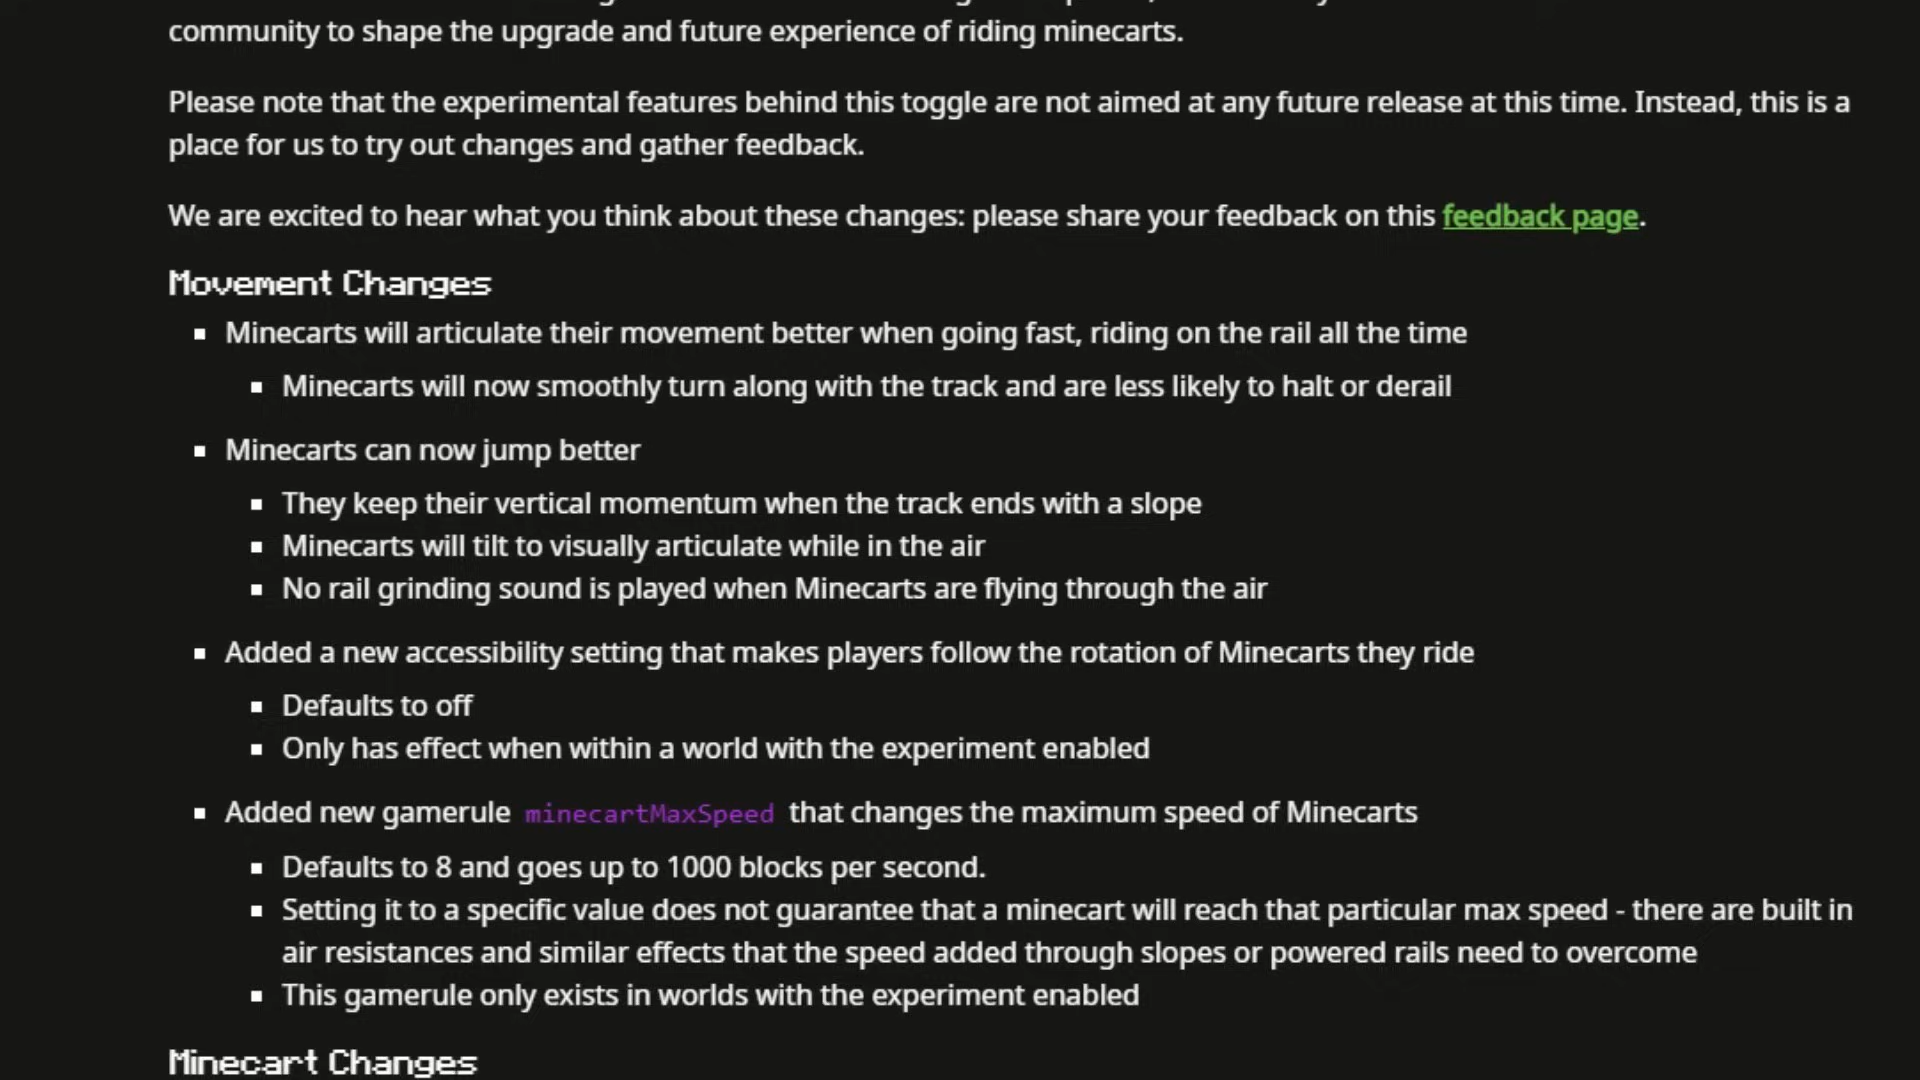 community to shape the upgrade and future experience of riding minecarts.
Please note that the experimental features behind this toggle are not aimed at any future release at this time. Instead, this is a
place for us to try out changes and gather feedback.
We are excited to hear what you think about these changes: please share your feedback on this feedback page.
Movement Changes
Minecarts will articulate their movement better when going fast, riding on the rail all the time
Minecarts will now smoothly turn along with the track and are less likely to halt or derail
Minecarts can now jump better
They keep their vertical momentum when the track ends with a slope
Minecarts will tilt to visually articulate while in the air
No rail grinding sound is played when Minecarts are flying through the air
Added a new accessibility setting that makes players follow the rotation of Minecarts they ride
Defaults to off
Only has effect when within a world with the experiment enabled
Added new gamerule minecartMaxSpeed that changes the maximum speed of Minecarts
Defaults to 8 and goes up to 1000 blocks per second.
Setting it to a specific value does not guarantee that a minecart will reach that particular max speed - there are built in
air resistances and similar effects that the speed added through slopes or powered rails need to overcome
This gamerule only exists in worlds with the experiment enabled
Minecart Changes